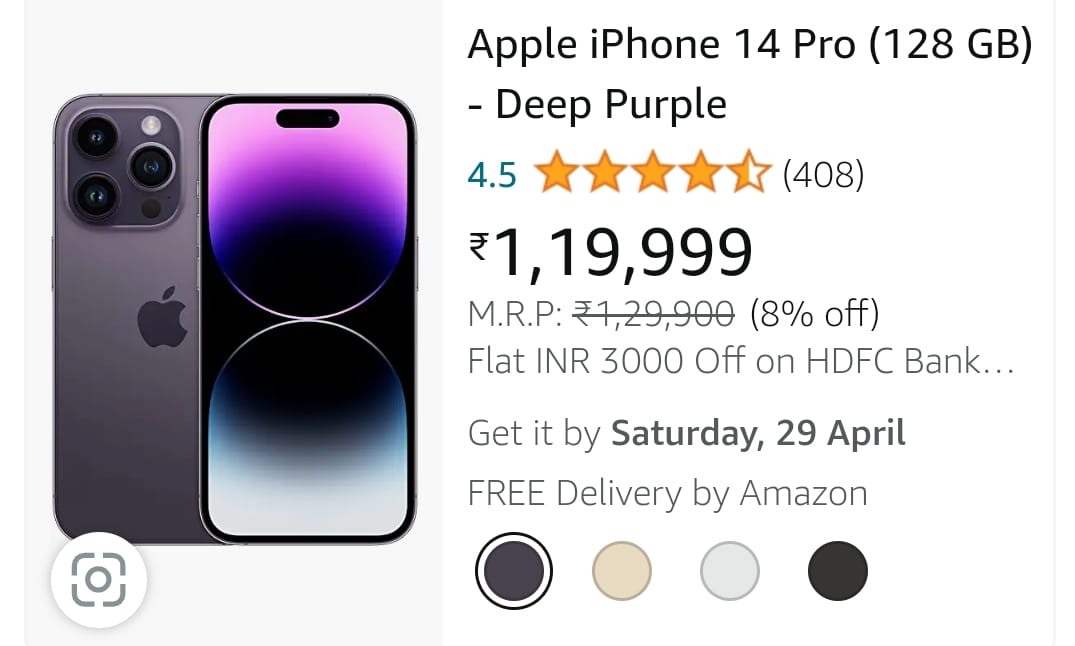 Apple iPhone 14 Pro (128 GB)
- Deep Purple
4.5 (408)
₹1,19,999
M.R.P: ₹1,29,900 (8% off)
Flat INR 3000 Off on HDFC Bank...
Get it by Saturday, 29 April
FREE Delivery by Amazon